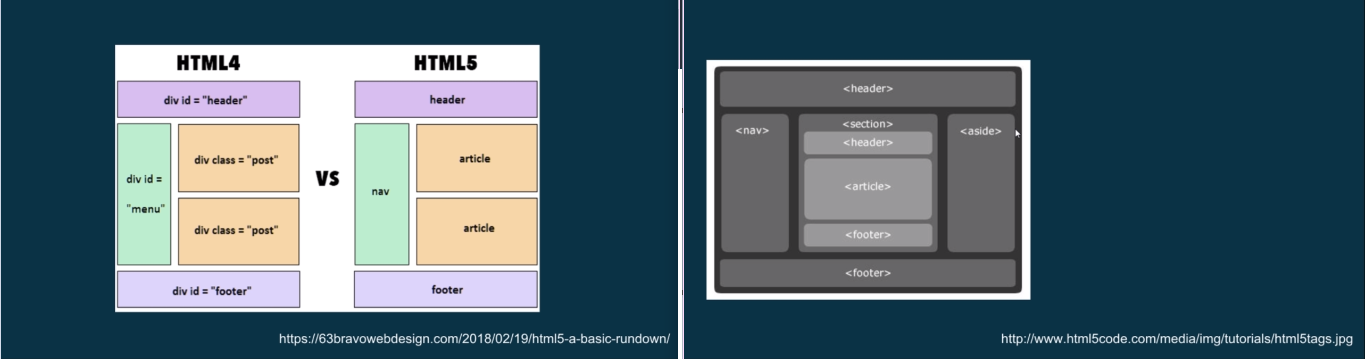 HTML4
HTML5
div id = "header"
header
div id =
"menu"
div class = "post"
div class = "post"
VS
nav
article
article
div id = "footer"
footer
https://63bravowebdesign.com/2018/02/19/html5-a-basic-rundown/
<header>
<nav>
<section>
<header>
<article>
<footer>
<aside>
<footer>
http://www.html5code.com/media/img/tutorials/html5tags.jpg